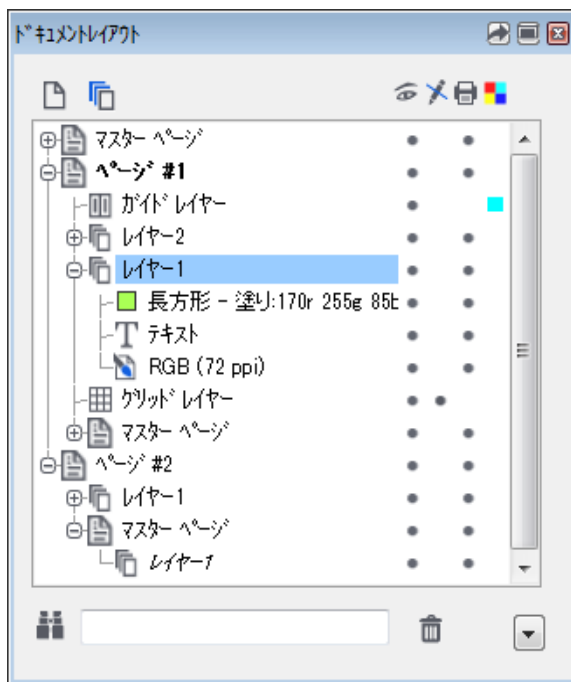 ドキュメントレイアウト
マスター ページ
ページ #1
ガイド レイヤー
レイヤー2
レイヤー1
長方形 - 塗り:170r 255g 85b
テキスト
RGB (72 ppi)
グリッド レイヤー
マスター ページ
ページ #2
レイヤー1
マスター ページ
レイヤー1